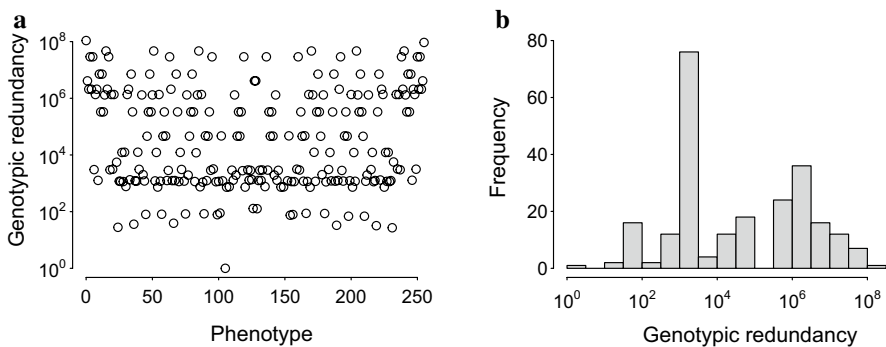 a
Genotypic redundancy
10^8
10^6
10^4
10^2
10^0
0 50 100 150 200 250
Phenotype
b
Frequency
80
60
40
20
0
10^0 10^2 10^4 10^6 10^8
Genotypic redundancy